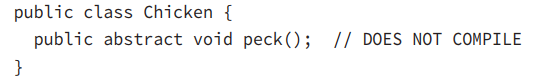 public class Chicken {
  public abstract void peck();  // DOES NOT COMPILE
}